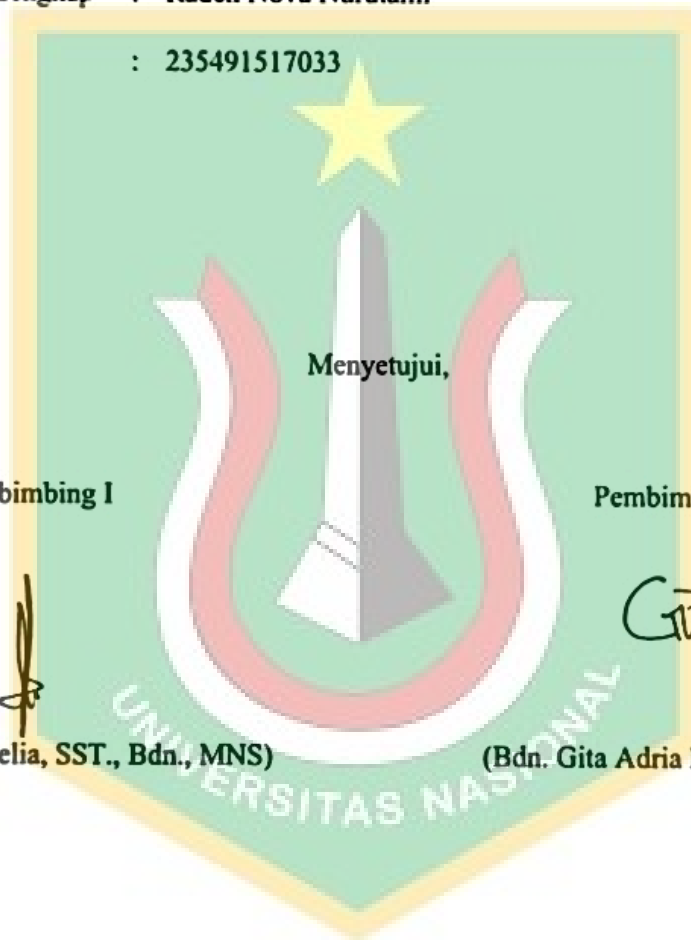 : 235491517033
Menyetujui,
bimbing I
Pembim
elia, SST., Bdn., MNS)
(Bdn. Gita Adria
UNIVERSITAS NASIONAL